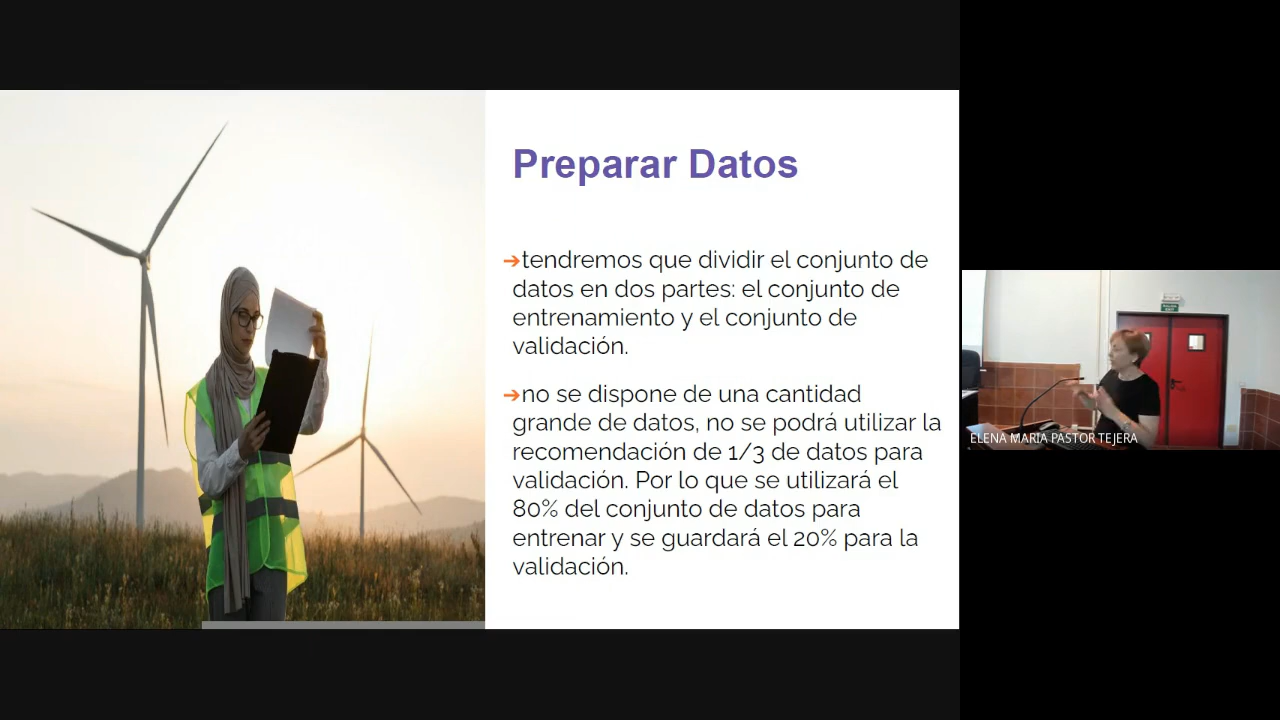 Preparar Datos
➔tendremos que dividir el conjunto de
datos en dos partes: el conjunto de
entrenamiento y el conjunto de
validación.
➔no se dispone de una cantidad
grande de datos, no se podrá utilizar la
recomendación de 1/3 de datos para
validación. Por lo que se utilizará el
80% del conjunto de datos para
entrenar y se guardará el 20% para la
validación.
ELENA MARIA PASTOR TEJERA